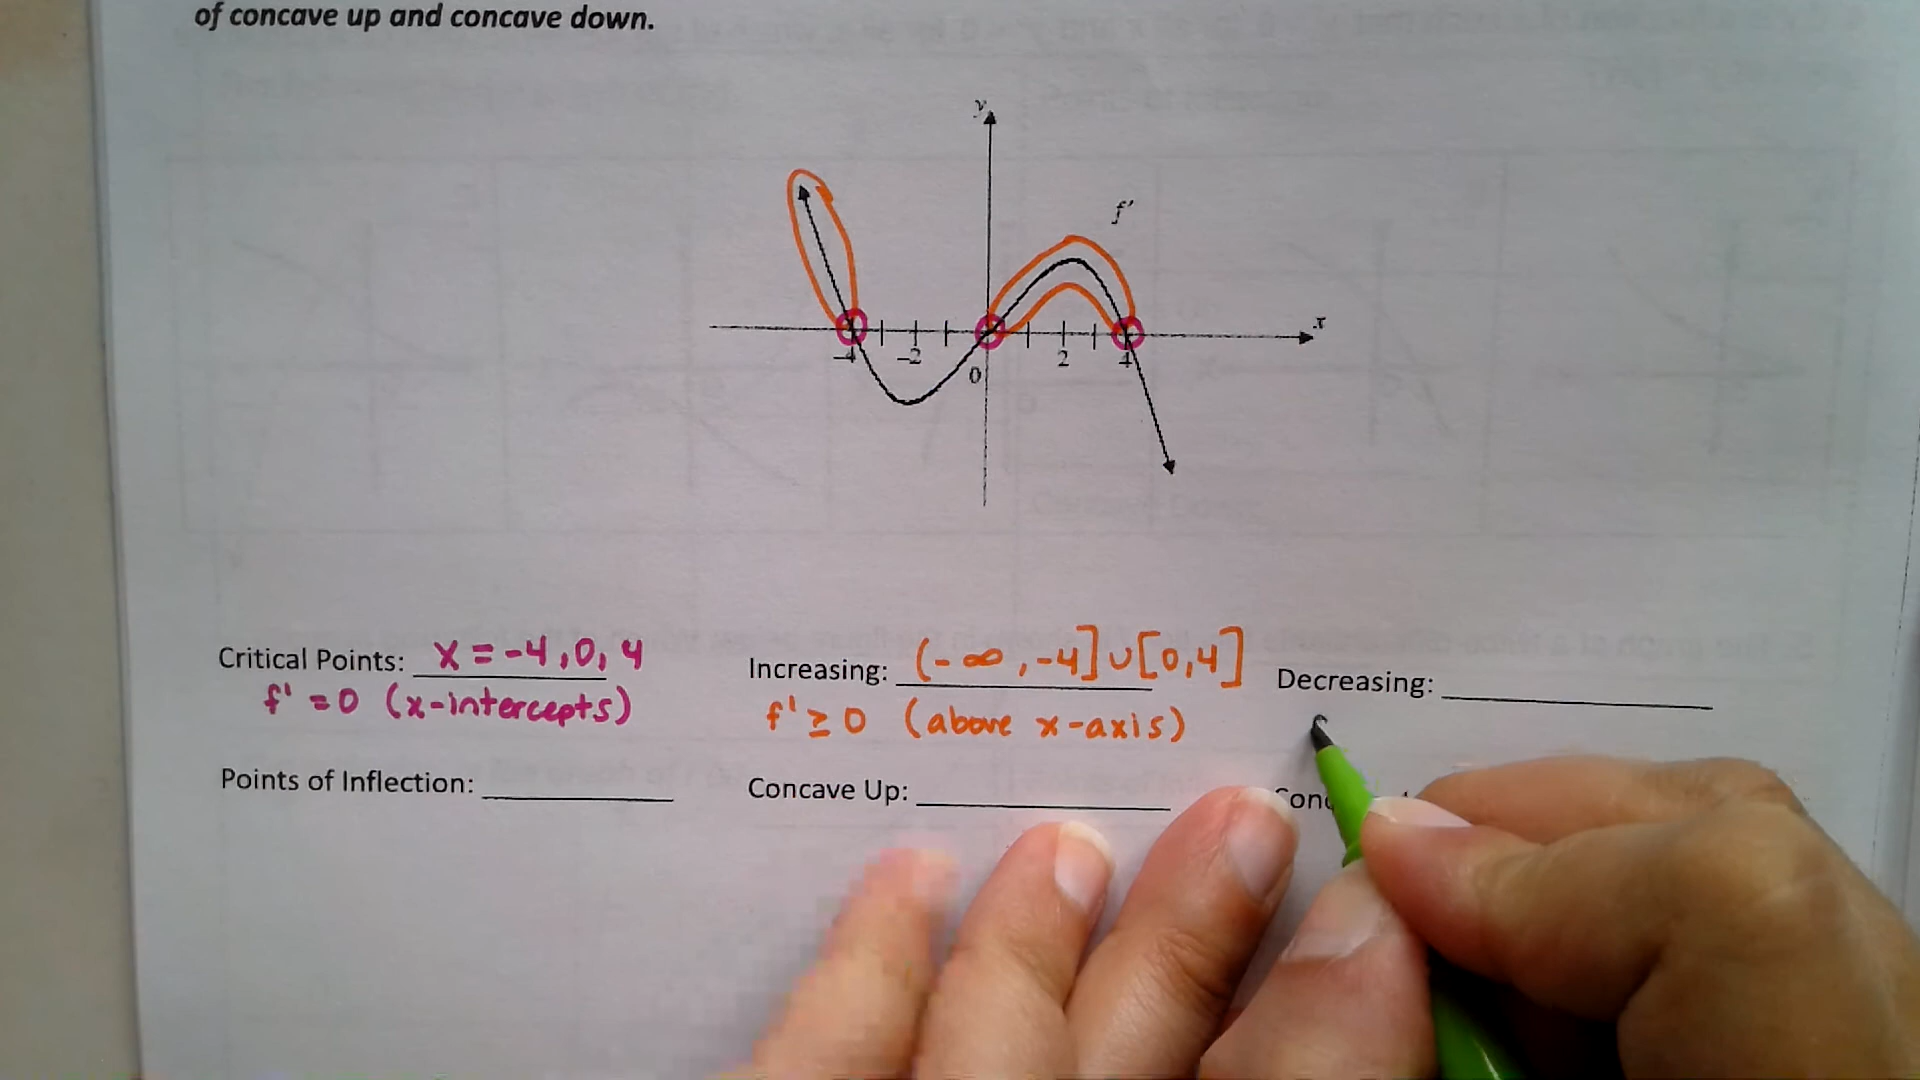 of concave up and concave down.
y
f'
x
-4
-2
0
2
4
Critical Points: x = -4, 0, 4
f' = 0 (x-intercepts)
Increasing: (-∞, -4] ∪ [0, 4]
f' ≥ 0 (above x-axis)
Decreasing:
Points of Inflection:
Concave Up: